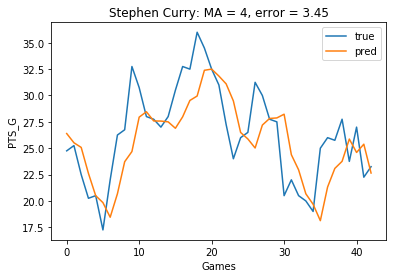 Stephen Curry: MA = 4, error = 3.45
true
pred
35.0
32.5
30.0
27.5
25.0
22.5
20.0
17.5
PTS_G
0 10 20 30 40
Games